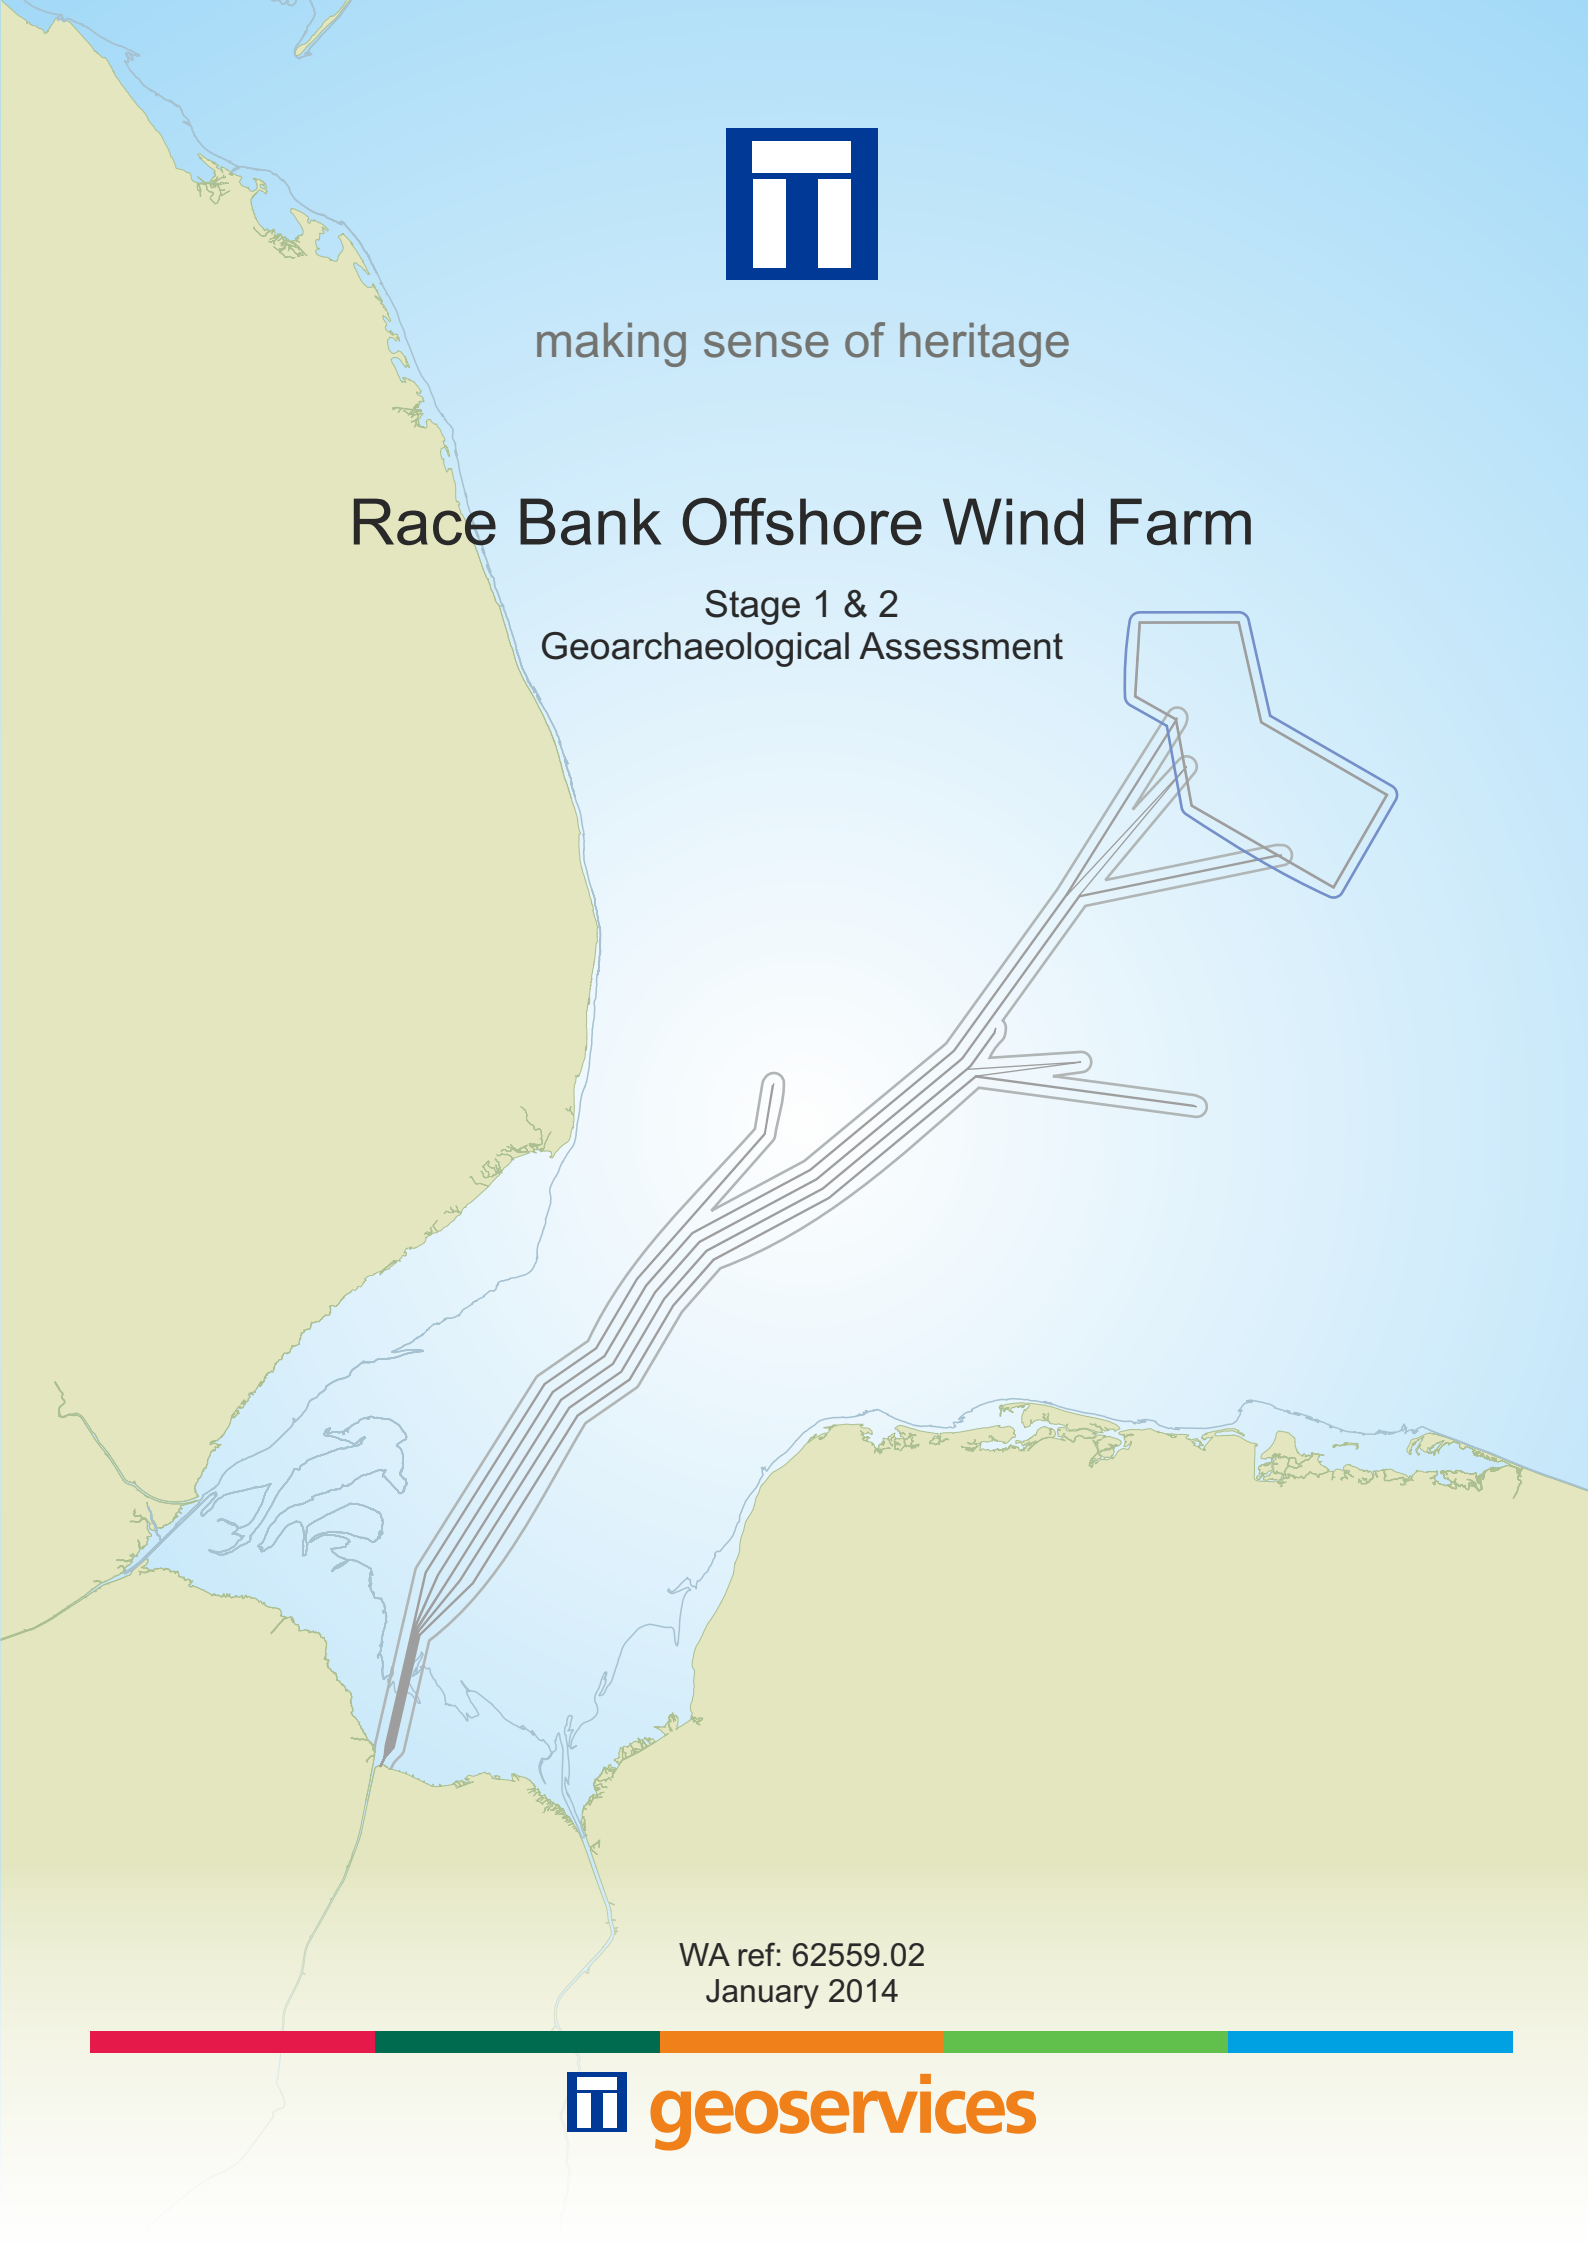 making sense of heritage
Race Bank Offshore Wind Farm
Stage 1 & 2
Geoarchaeological Assessment
WA ref: 62559.02
January 2014
geoservices